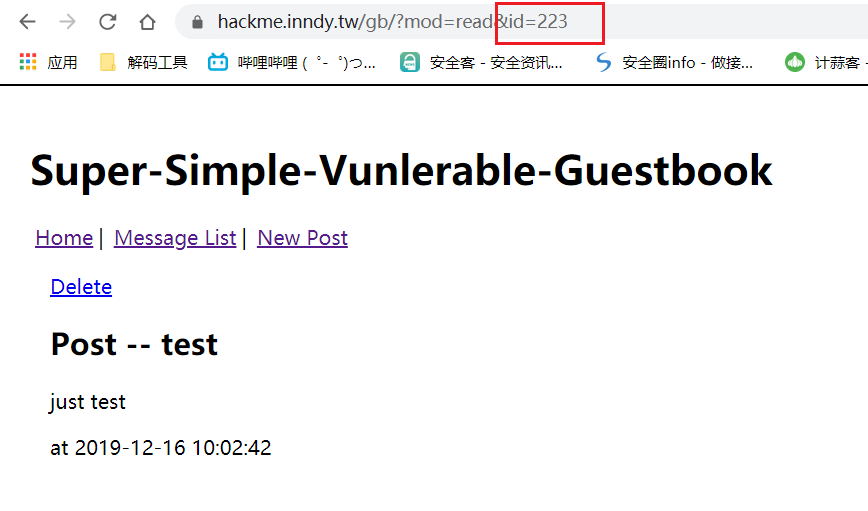 hackme.inndy.tw/gb/?mod=read&id=223
应用 解码工具 哔哩哔哩 ( ゜- ゜)つ... 安全客 - 安全资讯... 安全圈info - 做接... 计蒜客 -
Super-Simple-Vunlerable-Guestbook
Home | Message List | New Post
Delete
Post -- test
just test
at 2019-12-16 10:02:42